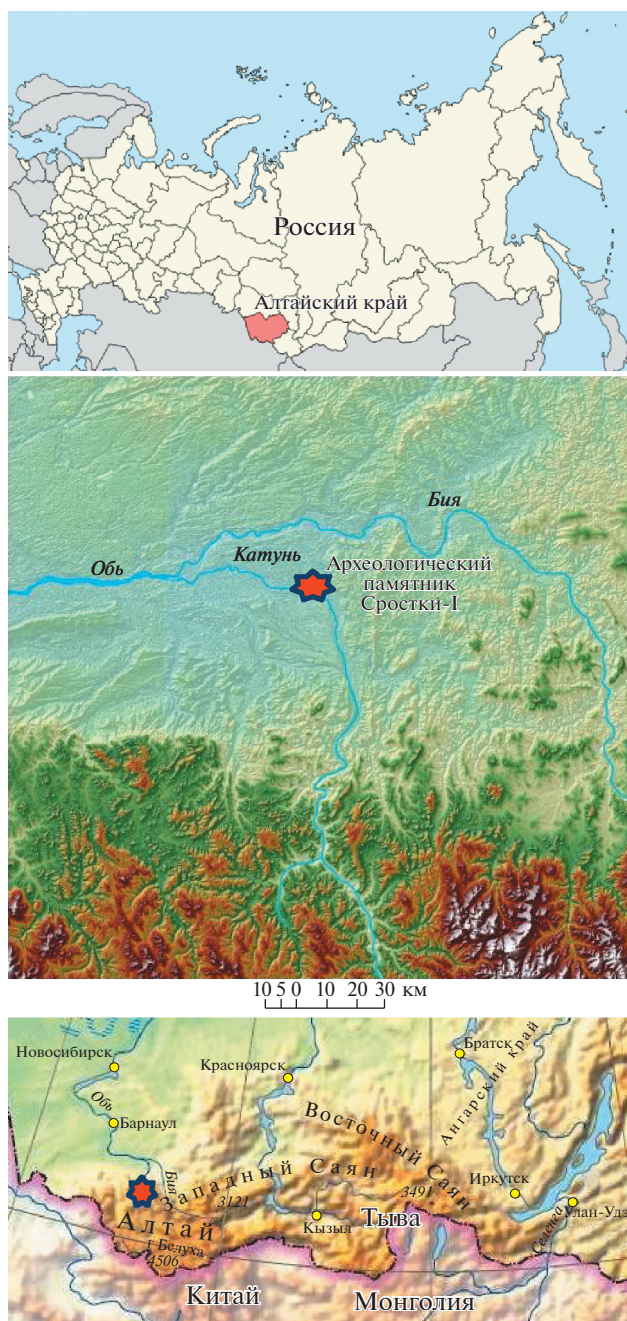 Россия
Алтайский край
Бия
Обь
Катунь
Археологический
памятник
Сростки-I
10 5 0 10 20 30 км
Новосибирск
Красноярск
Братск
Ангарский край
Обь
Барнаул
Восточный Саян
Бия
Западный Саян
3121
3491
Иркутск
Улан-Удэ
Селенга
Алтай
Кызыл
Тыва
г Белуха
4506
Китай
Монголия